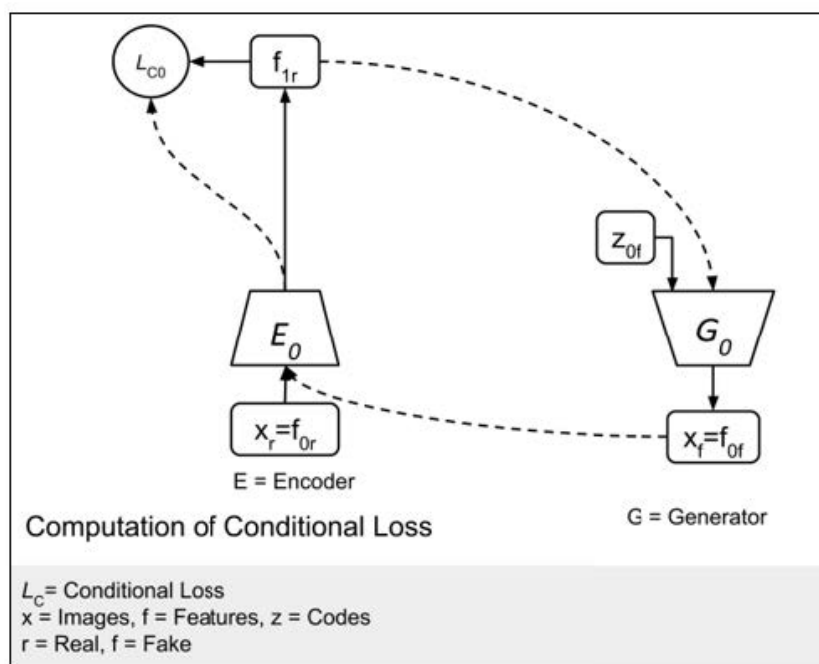 L_C0
f_1r
z_0f
E_0
G_0
x_r=f_0r
x_f=f_0f
E = Encoder
G = Generator
Computation of Conditional Loss
L_C= Conditional Loss
x = Images, f = Features, z = Codes
r = Real, f = Fake